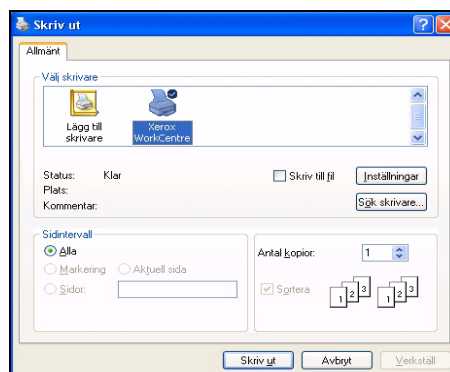 Skriv ut
Allmänt
Välj skrivare
Lägg till skrivare
Xerox WorkCentre
Status: Klar
Plats:
Kommentar:
Skriv till fil
Inställningar
Sök skrivare...
Sidintervall
Alla
Markering
Aktuell sida
Sidor:
Antal kopior: 1
Sortera
1 2 3 1 2 3
Skriv ut
Avbryt
Verkställ